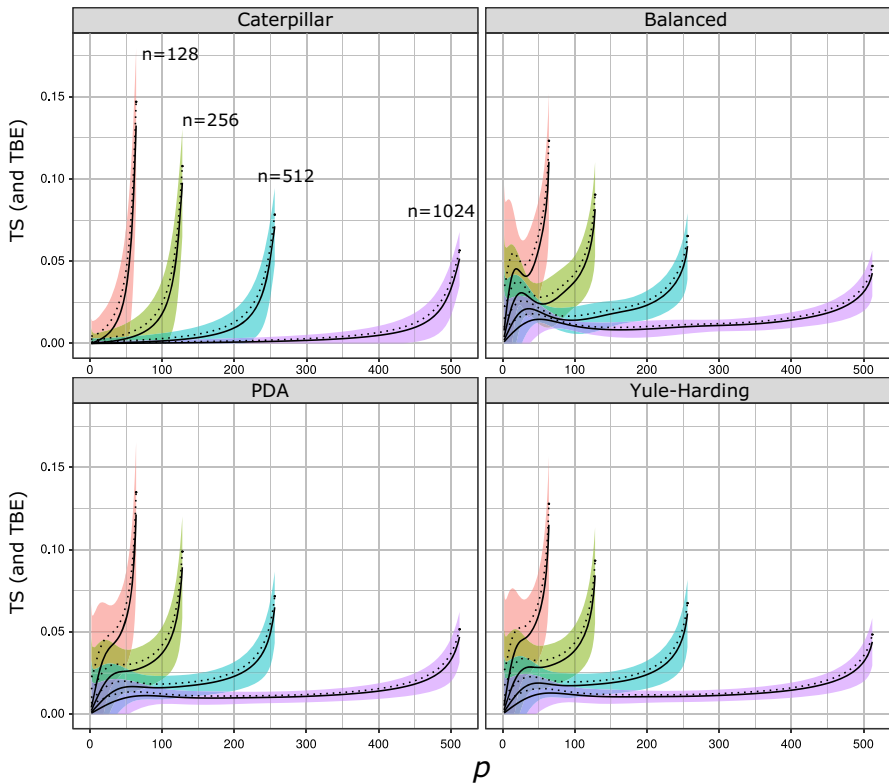 Caterpillar
Balanced
TS (and TBE)
0.15
0.10
0.05
0.00
n=128
n=256
n=512
n=1024
0 100 200 300 400 500
0 100 200 300 400 500
PDA
Yule-Harding
TS (and TBE)
0.15
0.10
0.05
0.00
0 100 200 300 400 500
0 100 200 300 400 500
p